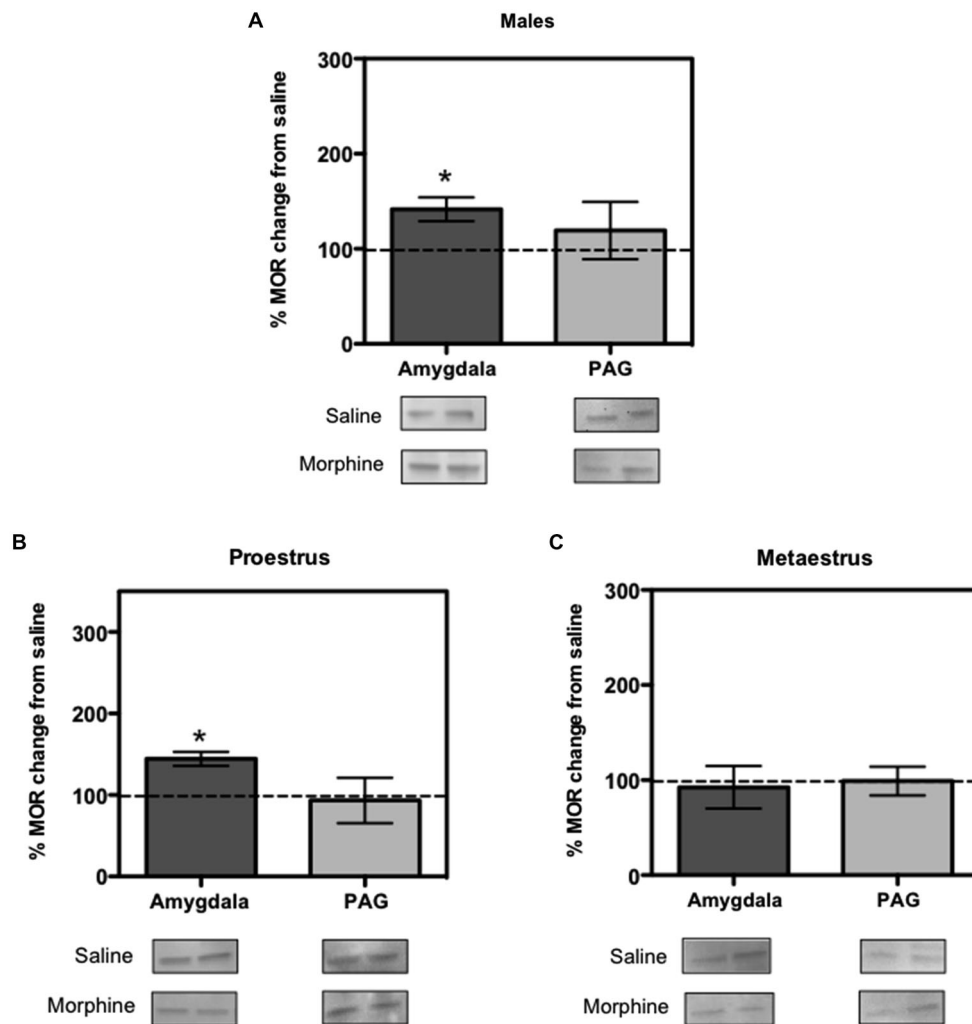 A
Males
% MOR change from saline
300
200
100
0
*
Amygdala
PAG
Saline
Morphine
B
Proestrus
% MOR change from saline
300
200
100
0
*
Amygdala
PAG
Saline
Morphine
C
Metaestrus
% MOR change from saline
300
200
100
0
Amygdala
PAG
Saline
Morphine